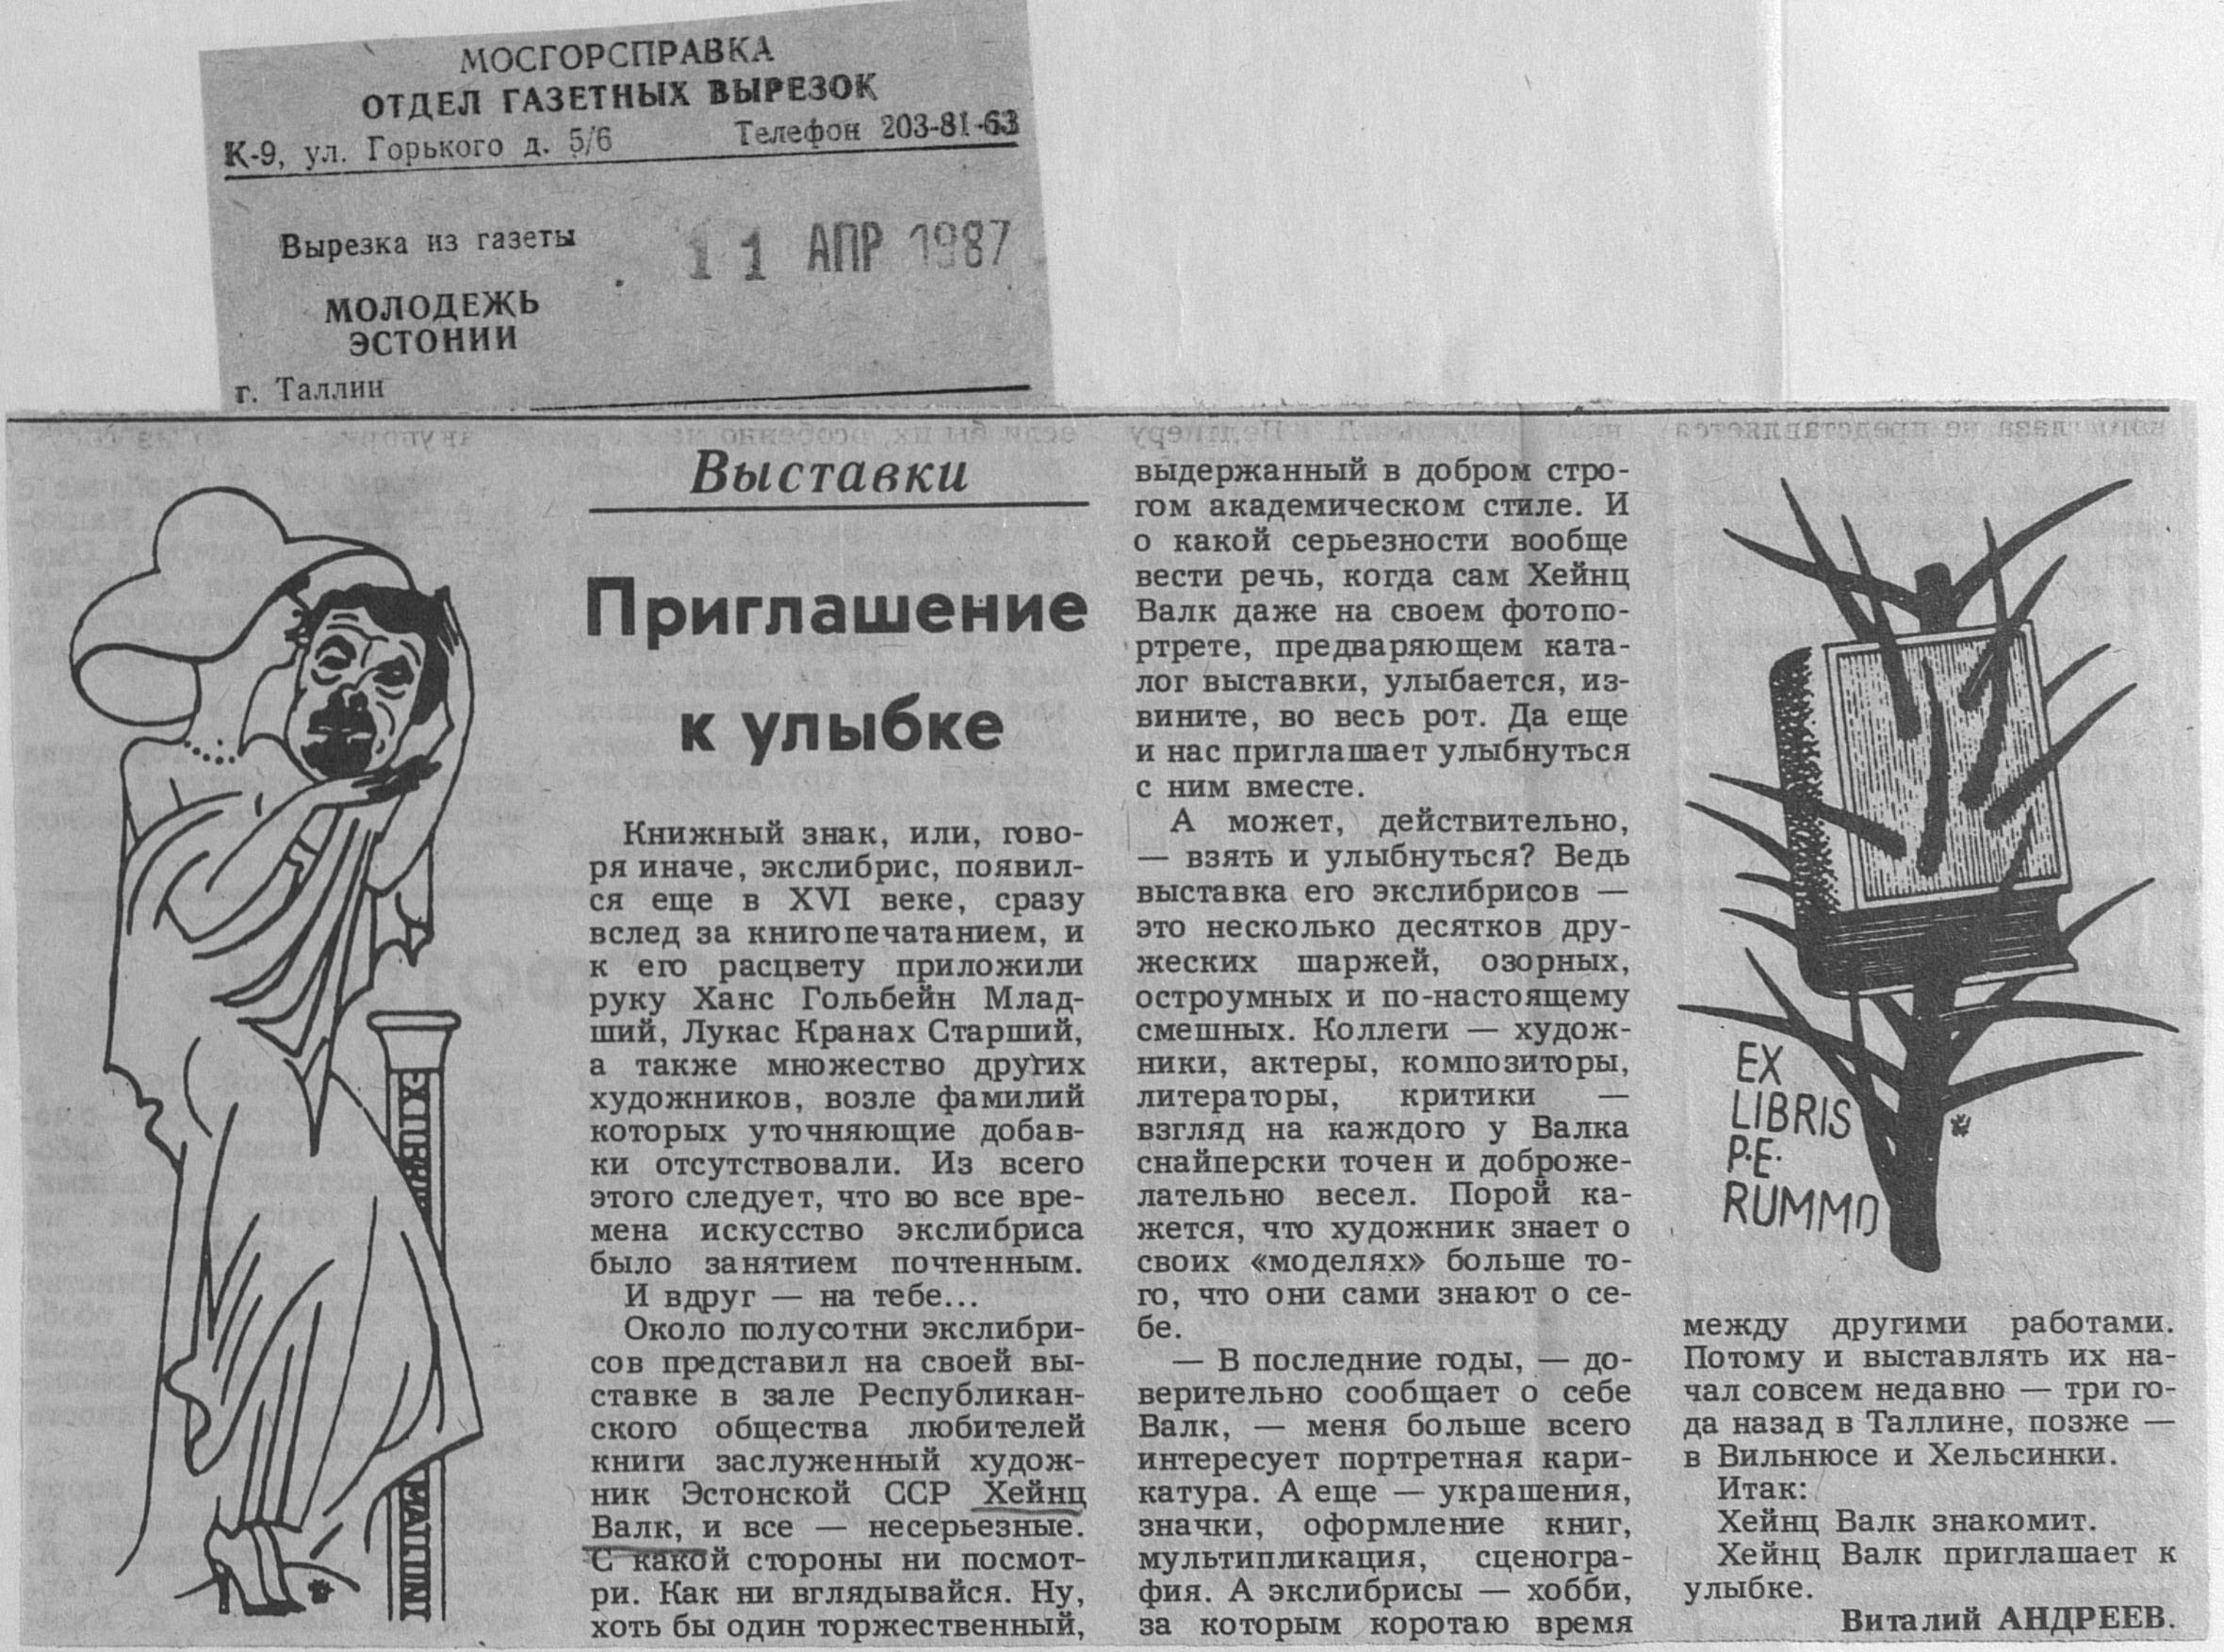 МОСГОРСПРАВКА
ОТДЕЛ ГАЗЕТНЫХ ВЫРЕЗОК
К-9, ул. Горького д. 5/6 Телефон 203-81-63
Вырезка из газеты
11 АПР 1987
МОЛОДЕЖЬ
ЭСТОНИИ
г. Таллин
Выставки
Приглашение
к улыбке
Книжный знак, или, гово-
ря иначе, экслибрис, появил-
ся еще в XVI веке, сразу
вслед за книгопечатанием, и
к его расцвету приложили
руку Ханс Гольбейн Млад-
ший, Лукас Кранах Старший,
а также множество других
художников, возле фамилий
которых уточняющие добав-
ки отсутствовали. Из всего
этого следует, что во все вре-
мена искусство экслибриса
было занятием почтенным.
И вдруг — на тебе...
Около полусотни экслибри-
сов представил на своей вы-
ставке в зале Республикан-
ского общества любителей
книги заслуженный худож-
ник Эстонской ССР Хейнц
Валк, и все — несерьезные.
С какой стороны ни посмот-
ри. Как ни вглядывайся. Ну,
хоть бы один торжественный,
выдержанный в добром стро-
гом академическом стиле. И
о какой серьезности вообще
вести речь, когда сам Хейнц
Валк даже на своем фотопо-
ртрете, предваряющем ката-
лог выставки, улыбается, из-
вините, во весь рот. Да еще
и нас приглашает улыбнуться
с ним вместе.
А может, действительно,
— взять и улыбнуться? Ведь
выставка его экслибрисов —
это несколько десятков дру-
жеских шаржей, озорных,
остроумных и по-настоящему
смешных. Коллеги — худож-
ники, актеры, композиторы,
литераторы, критики —
взгляд на каждого у Валка
снайперски точен и доброже-
лательно весел. Порой ка-
жется, что художник знает о
своих «моделях» больше то-
го, что они сами знают о се-
бе.
— В последние годы, — до-
верительно сообщает о себе
Валк, — меня больше всего
интересует портретная кари-
катура. А еще — украшения,
значки, оформление книг,
мультипликация, сценогра-
фия. А экслибрисы — хобби,
за которым коротаю время
EX
LIBRIS
P·E·
RUMMO
между другими работами.
Потому и выставлять их на-
чал совсем недавно — три го-
да назад в Таллине, позже —
в Вильнюсе и Хельсинки.
Итак:
Хейнц Валк знакомит.
Хейнц Валк приглашает к
улыбке.
Виталий АНДРЕЕВ.